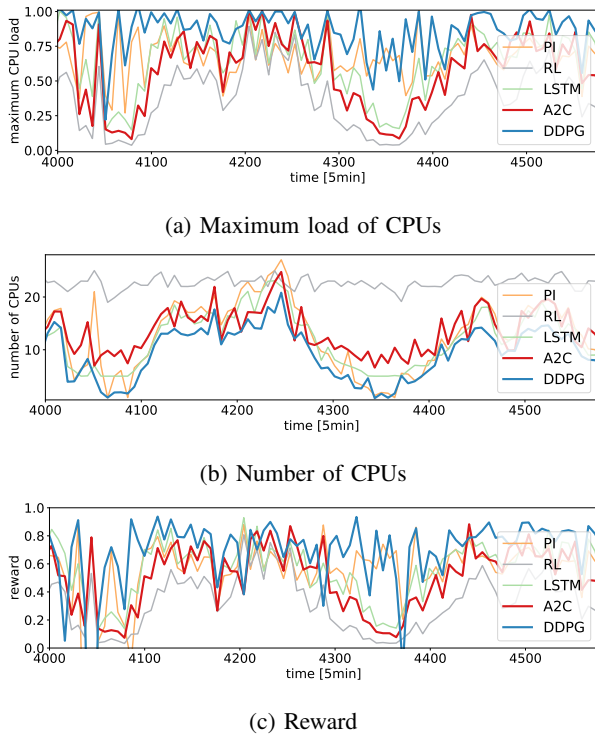 1.00
0.75
0.50
0.25
0.00
maximum CPU load
4000 4100 4200 4300 4400 4500
time [5min]
PI
RL
LSTM
A2C
DDPG
(a) Maximum load of CPUs
20
10
number of CPUs
4000 4100 4200 4300 4400 4500
time [5min]
PI
RL
LSTM
A2C
DDPG
(b) Number of CPUs
1.0
0.8
0.6
0.4
0.2
0.0
reward
4000 4100 4200 4300 4400 4500
time [5min]
PI
RL
LSTM
A2C
DDPG
(c) Reward